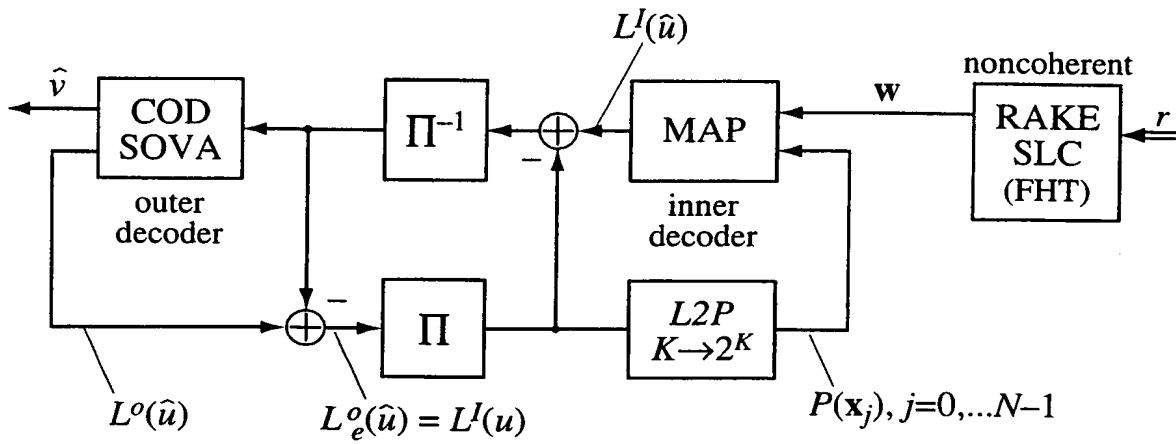 L^I(û)
v̂
COD
SOVA
outer
decoder
Π⁻¹
+
−
MAP
inner
decoder
w
noncoherent
RAKE
SLC
(FHT)
r
+
−
Π
L2P
K→2^K
L^o(û)
L^o_e(û) = L^I(u)
P(x_j), j=0,...N−1